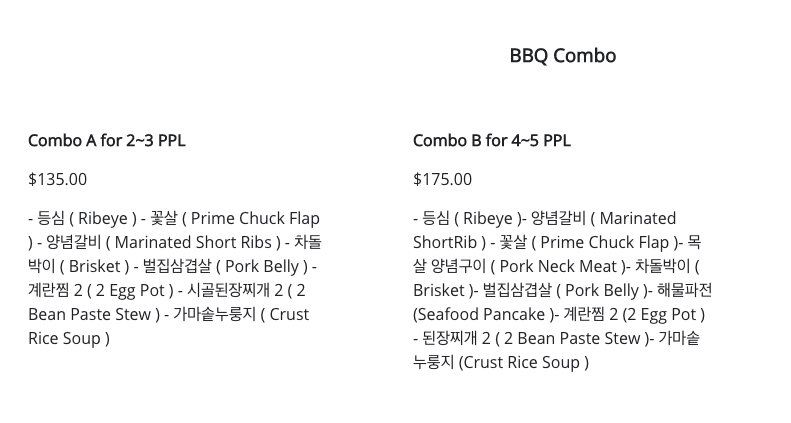 BBQ Combo
Combo A for 2~3 PPL
$135.00
- 등심 ( Ribeye ) - 꽃살 ( Prime Chuck Flap
) - 양념갈비 ( Marinated Short Ribs ) - 차돌
박이 ( Brisket ) - 벌집삼겹살 ( Pork Belly ) -
계란찜 2 ( 2 Egg Pot ) - 시골된장찌개 2 ( 2
Bean Paste Stew ) - 가마솥누룽지 ( Crust
Rice Soup )
Combo B for 4~5 PPL
$175.00
- 등심 ( Ribeye )- 양념갈비 ( Marinated
ShortRib ) - 꽃살 ( Prime Chuck Flap )- 목
살 양념구이 ( Pork Neck Meat )- 차돌박이 (
Brisket )- 벌집삼겹살 ( Pork Belly )- 해물파전
(Seafood Pancake )- 계란찜 2 (2 Egg Pot )
- 된장찌개 2 ( 2 Bean Paste Stew )- 가마솥
누룽지 (Crust Rice Soup )